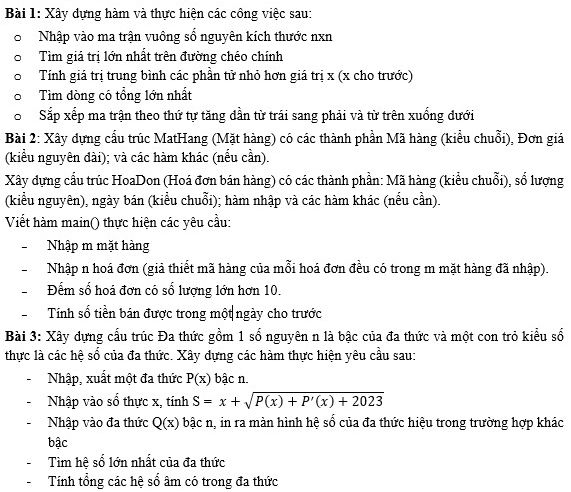 Bài 1: Xây dựng hàm và thực hiện các công việc sau:
o Nhập vào ma trận vuông số nguyên kích thước nxn
o Tìm giá trị lớn nhất trên đường chéo chính
o Tính giá trị trung bình các phần tử nhỏ hơn giá trị x (x cho trước)
o Tìm dòng có tổng lớn nhất
o Sắp xếp ma trận theo thứ tự tăng dần từ trái sang phải và từ trên xuống dưới
Bài 2: Xây dựng cấu trúc MatHang (Mặt hàng) có các thành phần Mã hàng (kiểu chuỗi), Đơn giá
(kiểu nguyên dài); và các hàm khác (nếu cần).
Xây dựng cấu trúc HoaDon (Hoá đơn bán hàng) có các thành phần: Mã hàng (kiểu chuỗi), số lượng
(kiểu nguyên), ngày bán (kiểu chuỗi); hàm nhập và các hàm khác (nếu cần).
Viết hàm main() thực hiện các yêu cầu:
- Nhập m mặt hàng
- Nhập n hoá đơn (giả thiết mã hàng của mỗi hoá đơn đều có trong m mặt hàng đã nhập).
- Đếm số hoá đơn có số lượng lớn hơn 10.
- Tính số tiền bán được trong một ngày cho trước
Bài 3: Xây dựng cấu trúc Đa thức gồm 1 số nguyên n là bậc của đa thức và một con trỏ kiểu số
thực là các hệ số của đa thức. Xây dựng các hàm thực hiện yêu cầu sau:
- Nhập, xuất một đa thức P(x) bậc n.
- Nhập vào số thực x, tính S = x + √P(x) + P′(x) + 2023
- Nhập vào đa thức Q(x) bậc n, in ra màn hình hệ số của đa thức hiệu trong trường hợp khác
bậc
- Tìm hệ số lớn nhất của đa thức
- Tính tổng các hệ số âm có trong đa thức